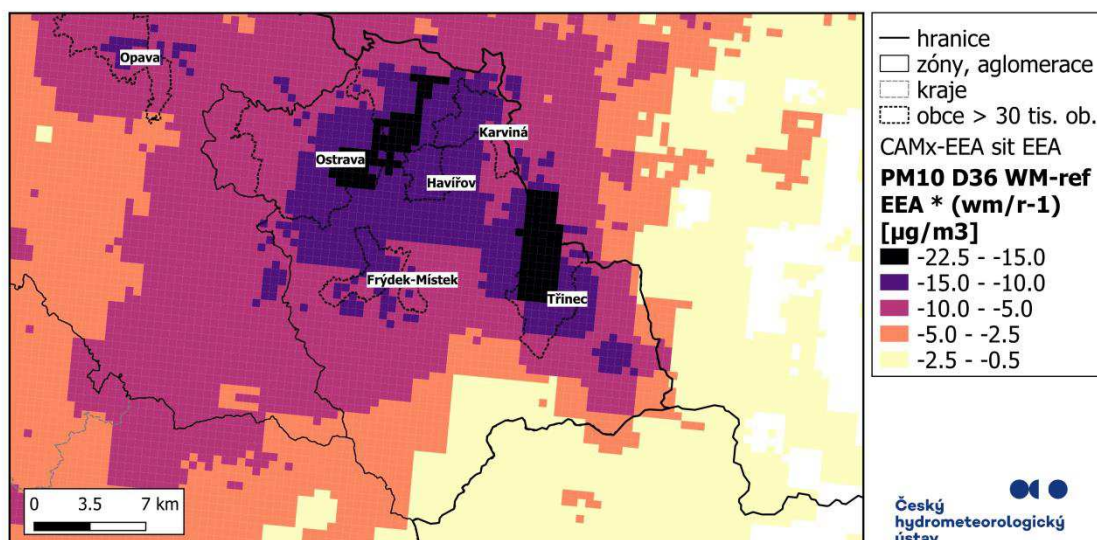 Opava
Ostrava
Karviná
Havířov
Frýdek-Místek
Třinec
0 3.5 7 km
hranice
zóny, aglomerace
kraje
obce > 30 tis. ob.
CAMx-EEA sit EEA
PM10 D36 WM-ref
EEA * (wm/r-1)
[µg/m3]
-22.5 - -15.0
-15.0 - -10.0
-10.0 - -5.0
-5.0 - -2.5
-2.5 - -0.5
Český
hydrometeorologický
ústav